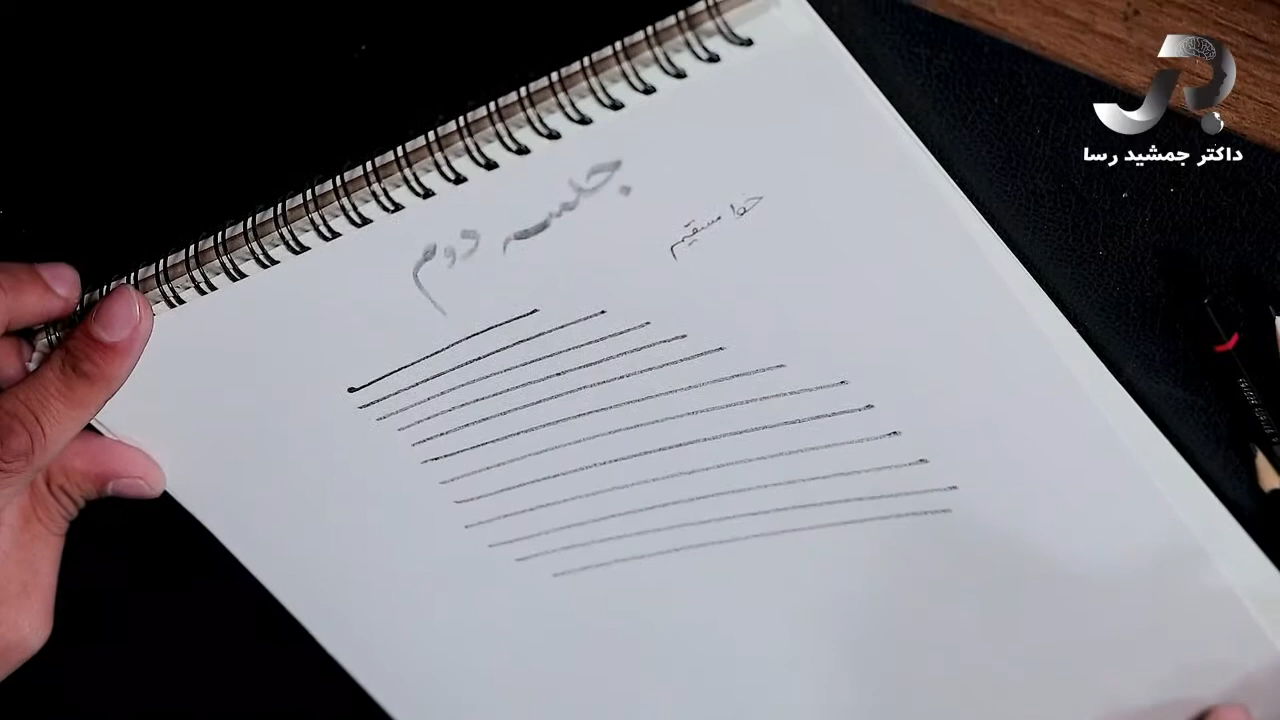 داکتر جمشید رسا
جلسه دوم
خط مستقیم